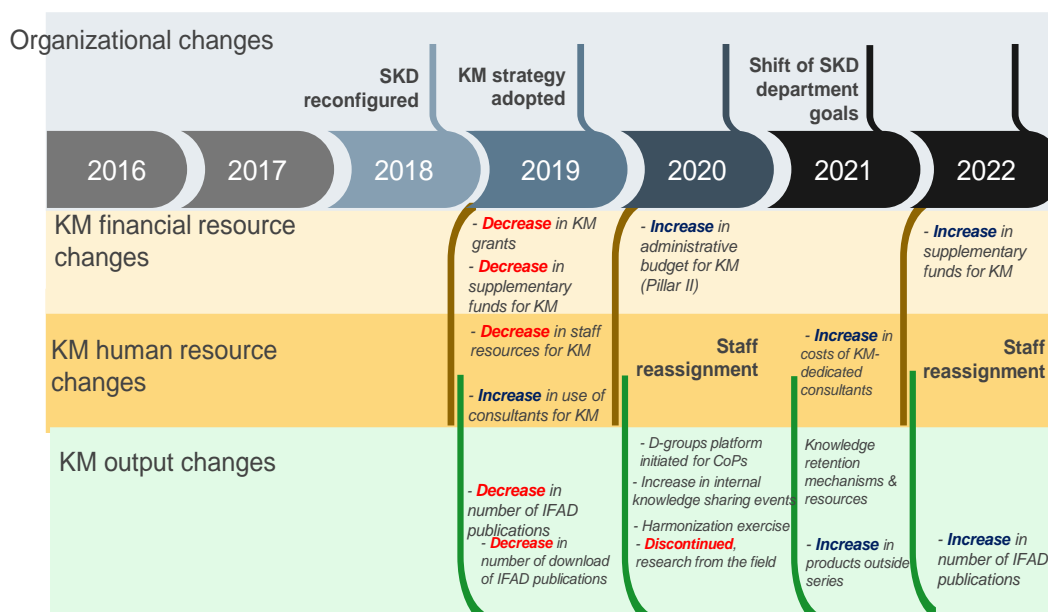 Organizational changes
SKD
reconfigured
KM strategy
adopted
Shift of SKD
department
goals
2016
2017
2018
2019
2020
2021
2022
KM financial resource
changes
- Decrease in KM
grants
- Decrease in
supplementary
funds for KM
- Increase in
administrative
budget for KM
(Pillar II)
- Increase in
supplementary
funds for KM
KM human resource
changes
- Decrease in staff
resources for KM
- Increase in use of
consultants for KM
Staff
reassignment
- Increase in
costs of KM-
dedicated
consultants
Staff
reassignment
KM output changes
- Decrease in
number of IFAD
publications
- Decrease in
number of download
of IFAD publications
- D-groups platform
initiated for CoPs
- Increase in internal
knowledge sharing events
- Harmonization exercise
- Discontinued,
research from the field
Knowledge
retention
mechanisms &
resources
- Increase in
products outside
series
- Increase in
number of IFAD
publications